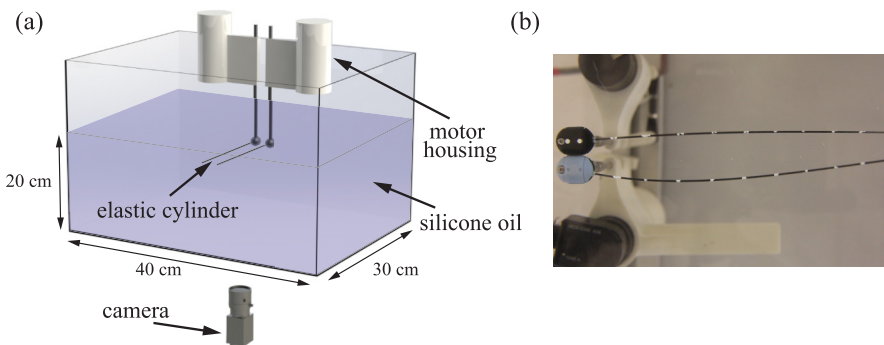 (a)
(b)
motor
housing
20 cm
elastic cylinder
silicone oil
40 cm
30 cm
camera